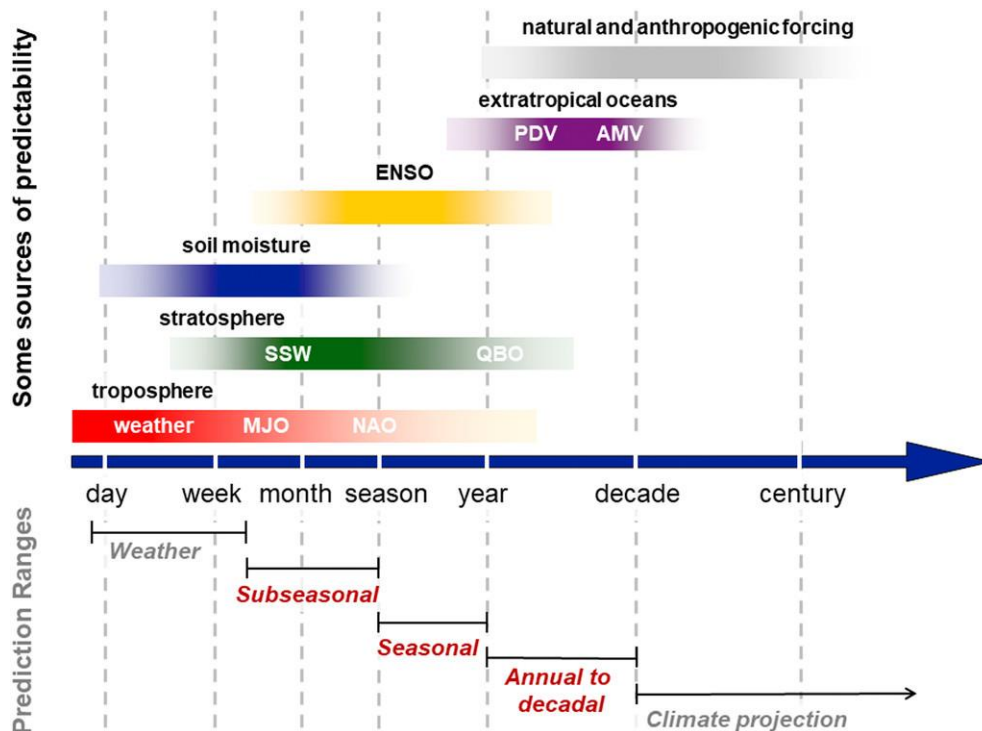 Some sources of predictability
natural and anthropogenic forcing
extratropical oceans
PDV AMV
ENSO
soil moisture
stratosphere
SSW QBO
troposphere
weather MJO NAO
day week month season year decade century
Prediction Ranges
Weather
Subseasonal
Seasonal
Annual to
decadal
Climate projection